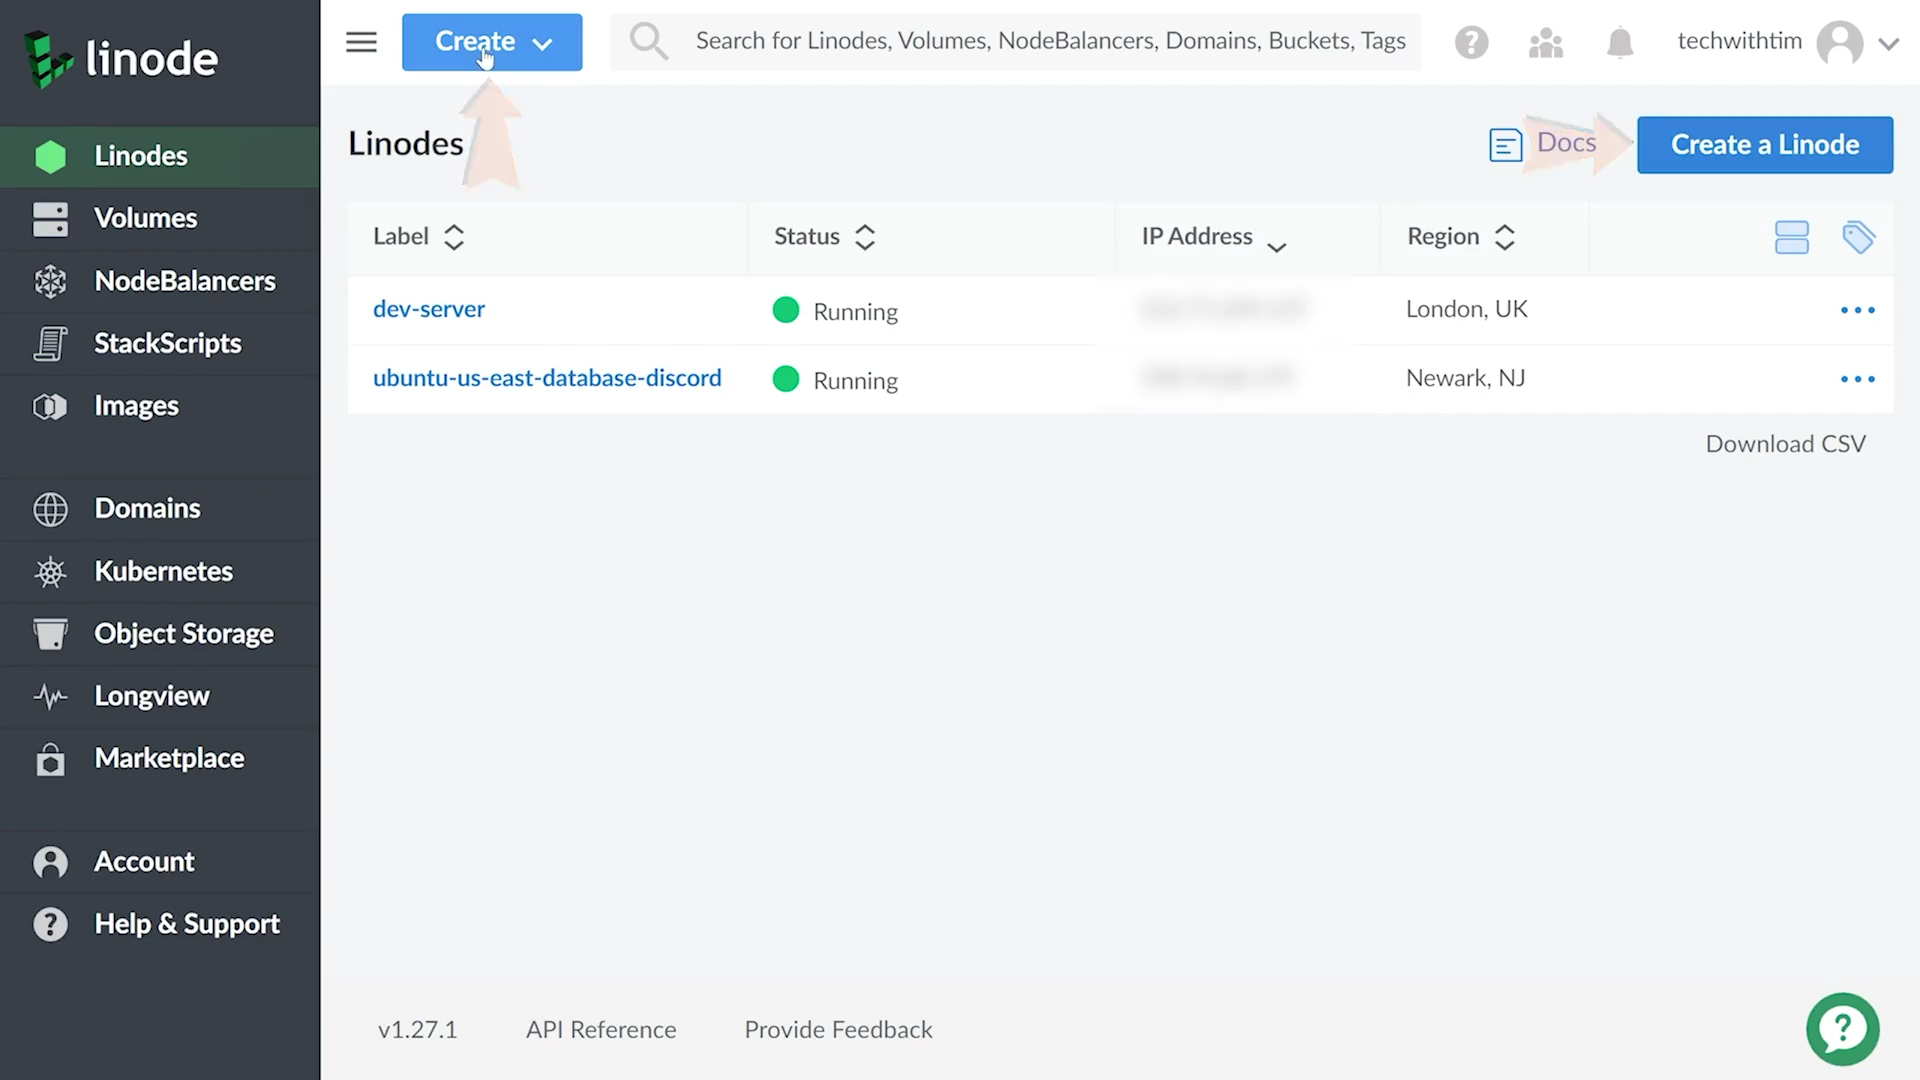 linode
Create
Search for Linodes, Volumes, NodeBalancers, Domains, Buckets, Tags
techwithtim
Linodes
Volumes
NodeBalancers
StackScripts
Images
Domains
Kubernetes
Object Storage
Longview
Marketplace
Account
Help & Support
Linodes
Docs
Create a Linode
Label Status IP Address Region
dev-server Running London, UK
ubuntu-us-east-database-discord Running Newark, NJ
Download CSV
v1.27.1 API Reference Provide Feedback